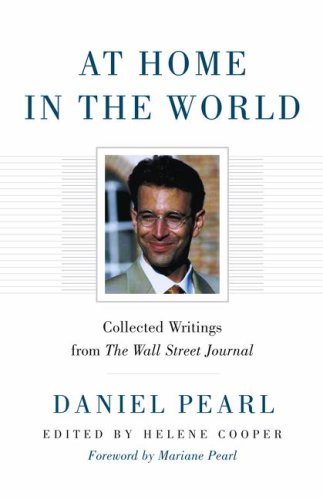 AT HOME
IN THE WORLD
Collected Writings
from The Wall Street Journal
DANIEL PEARL
EDITED BY HELENE COOPER
Foreword by Mariane Pearl